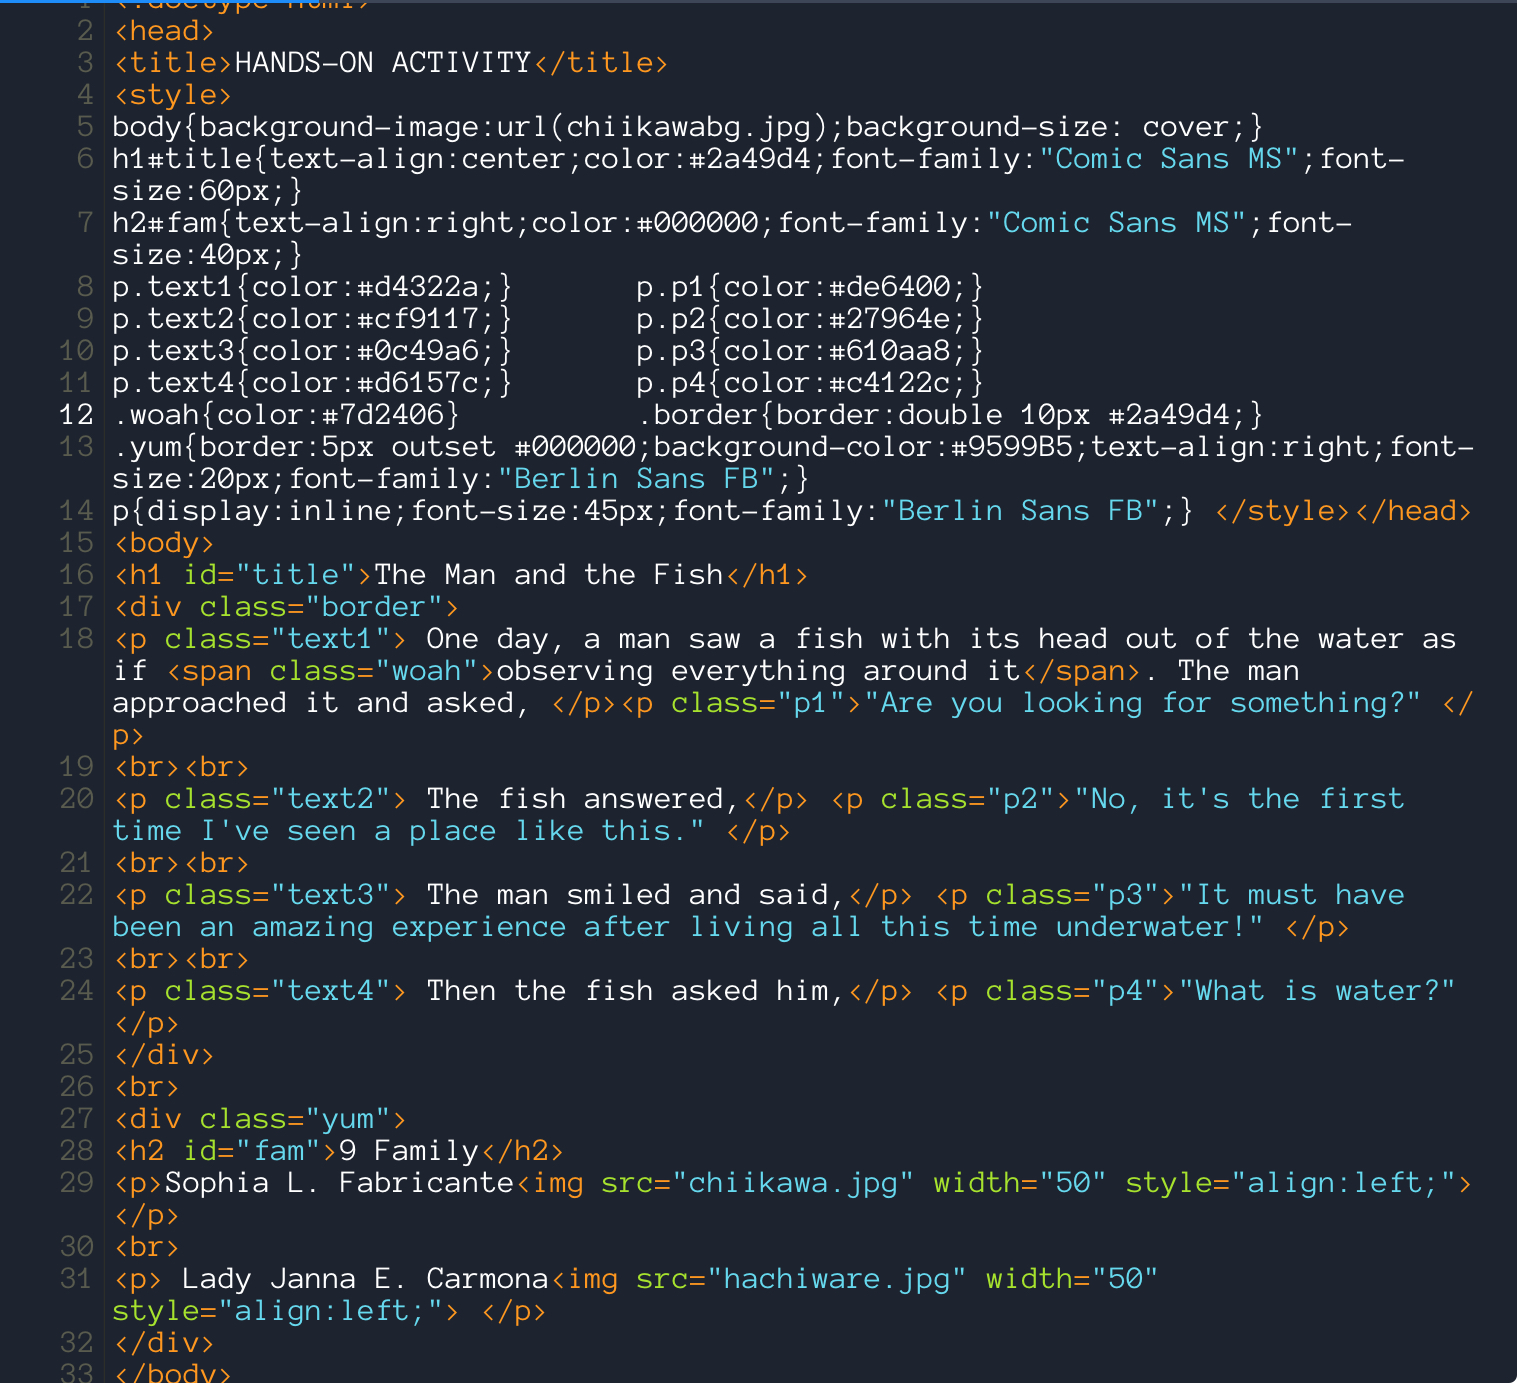 1 <!doctype html>
2 <head>
3 <title>HANDS-ON ACTIVITY</title>
4 <style>
5 body{background-image:url(chiikawabg.jpg);background-size: cover;}
6 h1#title{text-align:center;color:#2a49d4;font-family:"Comic Sans MS";font-
size:60px;}
7 h2#fam{text-align:right;color:#000000;font-family:"Comic Sans MS";font-
size:40px;}
8 p.text1{color:#d4322a;}       p.p1{color:#de6400;}
9 p.text2{color:#cf9117;}       p.p2{color:#27964e;}
10 p.text3{color:#0c49a6;}       p.p3{color:#610aa8;}
11 p.text4{color:#d6157c;}       p.p4{color:#c4122c;}
12 .woah{color:#7d2406}          .border{border:double 10px #2a49d4;}
13 .yum{border:5px outset #000000;background-color:#9599B5;text-align:right;font-
size:20px;font-family:"Berlin Sans FB";}
14 p{display:inline;font-size:45px;font-family:"Berlin Sans FB";} </style></head>
15 <body>
16 <h1 id="title">The Man and the Fish</h1>
17 <div class="border">
18 <p class="text1"> One day, a man saw a fish with its head out of the water as
if <span class="woah">observing everything around it</span>. The man
approached it and asked, </p><p class="p1">"Are you looking for something?" </
p>
19 <br><br>
20 <p class="text2"> The fish answered,</p> <p class="p2">"No, it's the first
time I've seen a place like this." </p>
21 <br><br>
22 <p class="text3"> The man smiled and said,</p> <p class="p3">"It must have
been an amazing experience after living all this time underwater!" </p>
23 <br><br>
24 <p class="text4"> Then the fish asked him,</p> <p class="p4">"What is water?"
</p>
25 </div>
26 <br>
27 <div class="yum">
28 <h2 id="fam">9 Family</h2>
29 <p>Sophia L. Fabricante<img src="chiikawa.jpg" width="50" style="align:left;">
</p>
30 <br>
31 <p> Lady Janna E. Carmona<img src="hachiware.jpg" width="50"
style="align:left;"> </p>
32 </div>
33 </body>